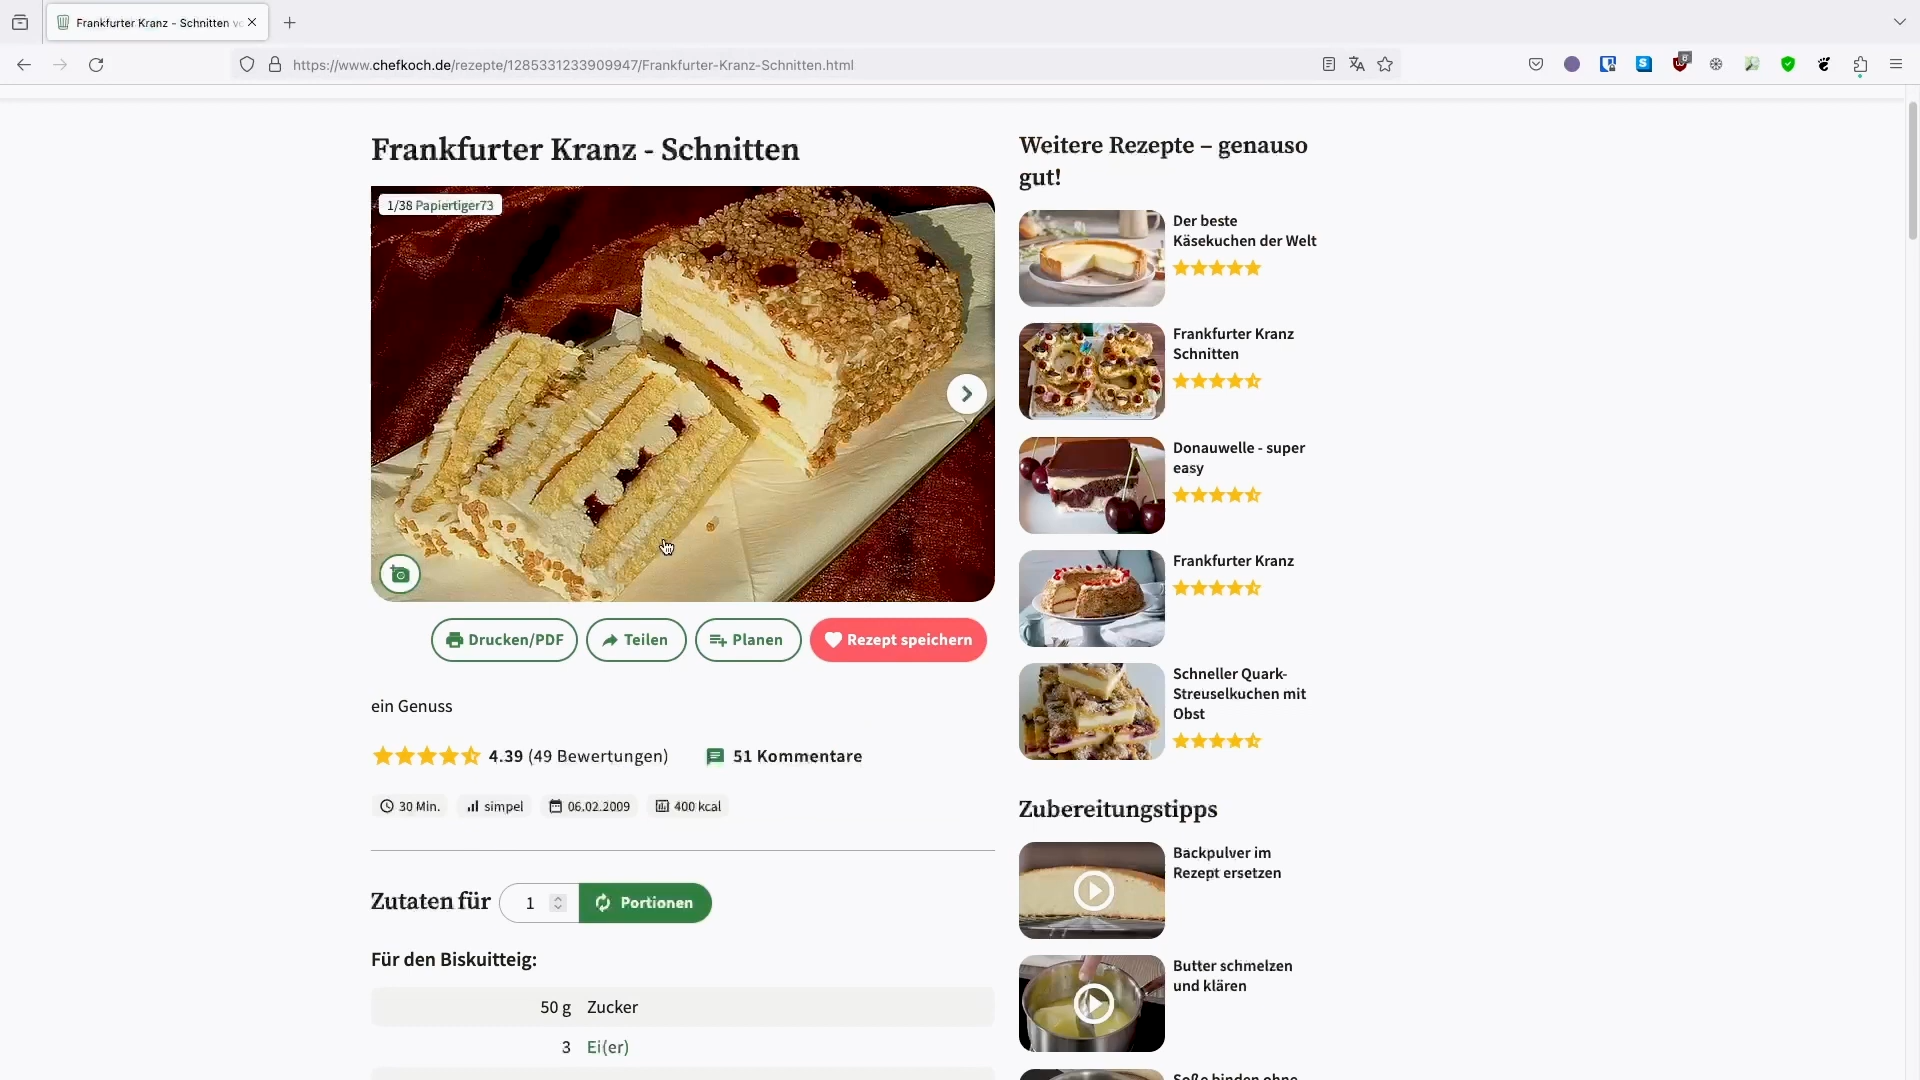 Frankfurter Kranz - Schnitten
https://www.chefkoch.de/rezepte/1285331233909947/Frankfurter-Kranz-Schnitten.html
8
Frankfurter Kranz - Schnitten
1/38 Papiertiger73
Drucken/PDF
Teilen
Planen
Rezept speichern
ein Genuss
4.39 (49 Bewertungen)
51 Kommentare
30 Min.
simpel
06.02.2009
400 kcal
Zutaten für
1
Portionen
Für den Biskuitteig:
50 g Zucker
3 Ei(er)
Weitere Rezepte – genauso
gut!
Der beste
Käsekuchen der Welt
Frankfurter Kranz
Schnitten
Donauwelle - super
easy
Frankfurter Kranz
Schneller Quark-
Streuselkuchen mit
Obst
Zubereitungstipps
Backpulver im
Rezept ersetzen
Butter schmelzen
und klären
Soße binden ohne